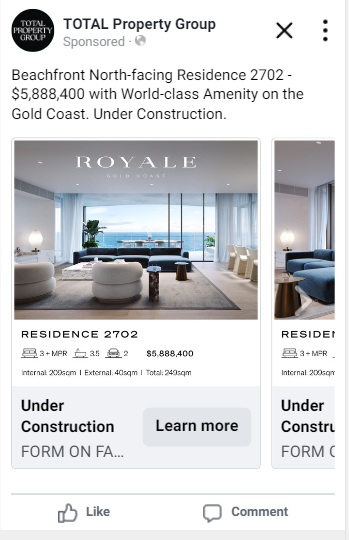 TOTAL
PROPERTY
GROUP
TOTAL Property Group
Sponsored ·
Beachfront North-facing Residence 2702 -
$5,888,400 with World-class Amenity on the
Gold Coast. Under Construction.
ROYALE
GOLD COAST
RESIDENCE 2702
3 + MPR 3.5 2 $5,888,400
Internal: 209sqm | External: 40sqm | Total: 249sqm
Under
Construction
FORM ON FA...
Learn more
RESIDEN
3 + MPR
Internal: 209sqm
Under
Constru
FORM O
Like
Comment